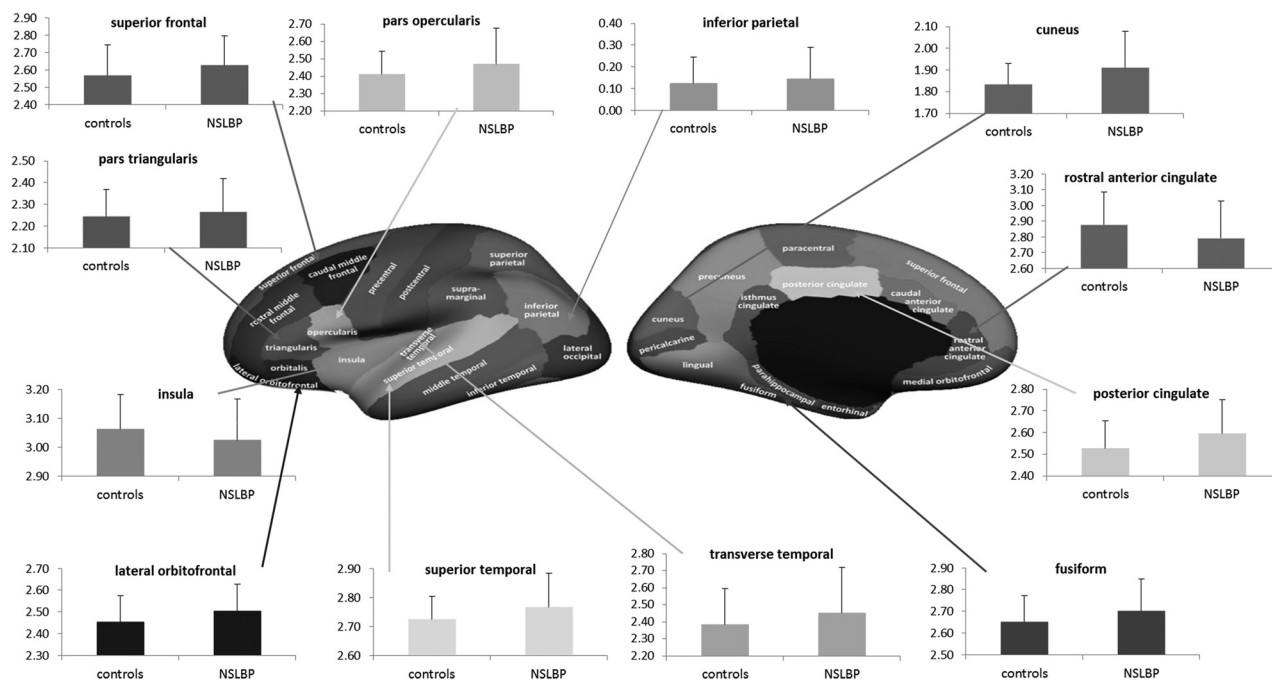 superior frontal
2.90
2.80
2.70
2.60
2.50
2.40
controls NSLBP
pars opercularis
2.70
2.60
2.50
2.40
2.30
2.20
controls NSLBP
inferior parietal
0.40
0.30
0.20
0.10
0.00
controls NSLBP
cuneus
2.10
2.00
1.90
1.80
1.70
controls NSLBP
pars triangularis
2.50
2.40
2.30
2.20
2.10
controls NSLBP
rostral anterior cingulate
3.20
3.10
3.00
2.90
2.80
2.70
2.60
controls NSLBP
superior frontal
caudal middle
frontal
precentral
postcentral
superior
parietal
supra-
marginal
inferior
parietal
rostral middle
frontal
opercularis
triangularis
orbitalis
lateral orbitofrontal
insula
transverse
temporal
superior temporal
middle temporal
inferior temporal
lateral
occipital
paracentral
precuneus
superior frontal
posterior cingulate
isthmus
cingulate
caudal
anterior
cingulate
cuneus
pericalcarine
rostral
anterior
cingulate
lingual
medial orbitofrontal
parahippocampal
fusiform
entorhinal
insula
3.20
3.10
3.00
2.90
controls NSLBP
posterior cingulate
2.80
2.70
2.60
2.50
2.40
controls NSLBP
lateral orbitofrontal
2.70
2.60
2.50
2.40
2.30
controls NSLBP
superior temporal
2.90
2.80
2.70
2.60
controls NSLBP
transverse temporal
2.80
2.70
2.60
2.50
2.40
2.30
2.20
controls NSLBP
fusiform
2.90
2.80
2.70
2.60
2.50
controls NSLBP